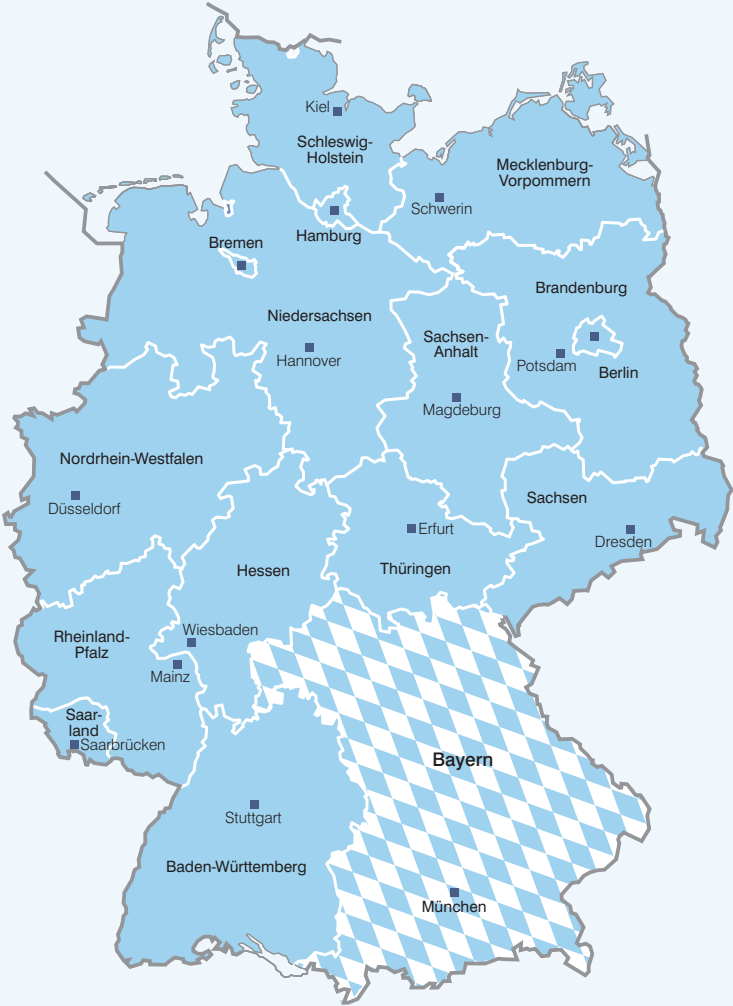 Kiel
Schleswig-
Holstein
Mecklenburg-
Vorpommern
Schwerin
Hamburg
Bremen
Brandenburg
Niedersachsen
Sachsen-
Anhalt
Hannover
Potsdam
Berlin
Magdeburg
Nordrhein-Westfalen
Düsseldorf
Sachsen
Erfurt
Dresden
Hessen
Thüringen
Wiesbaden
Rheinland-
Pfalz
Mainz
Saar-
land
Saarbrücken
Bayern
Stuttgart
Baden-Württemberg
München